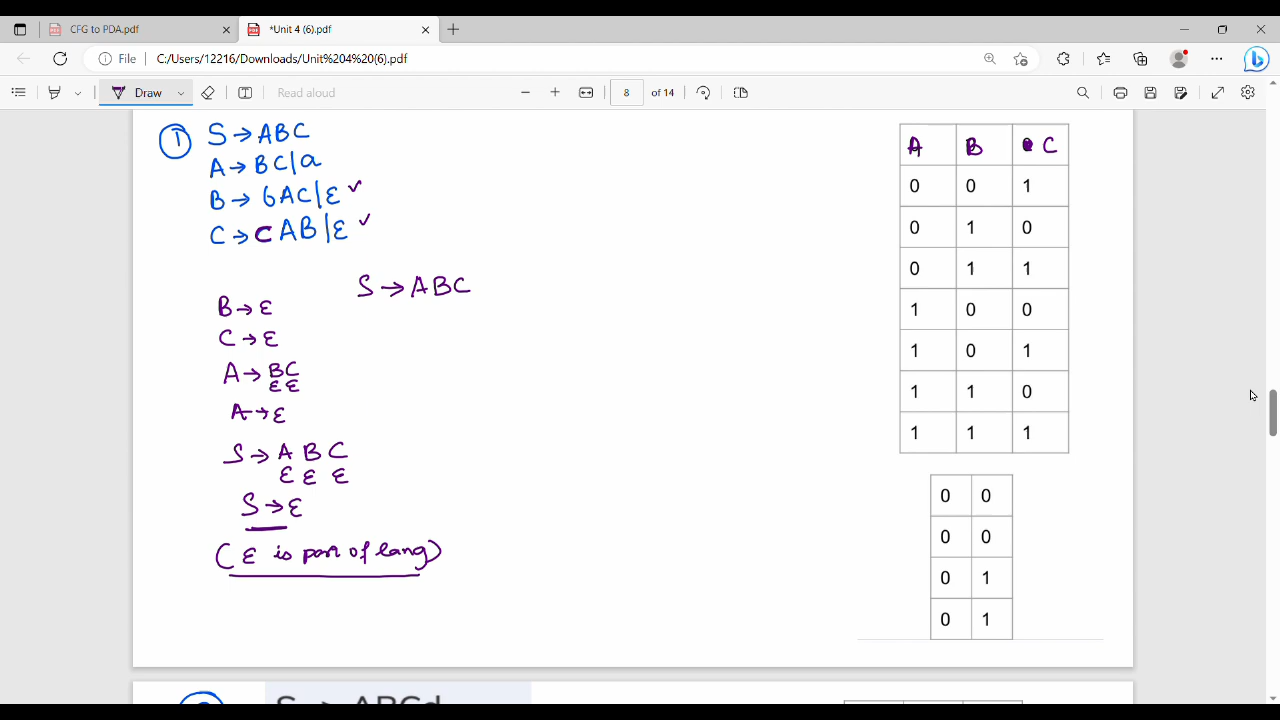 CFG to PDA.pdf
*Unit 4 (6).pdf
File C:/Users/12216/Downloads/Unit%204%20(6).pdf
Draw Read aloud 8 of 14
① S → ABC
A → BC|a
B → bAC|ε ✓
C → cAB|ε ✓
S → ABC
B → ε
C → ε
A → BC
ε ε
A → ε
S → A B C
ε ε ε
S → ε
(ε is part of lang)
A B C
0 0 1
0 1 0
0 1 1
1 0 0
1 0 1
1 1 0
1 1 1
0 0
0 0
0 1
0 1